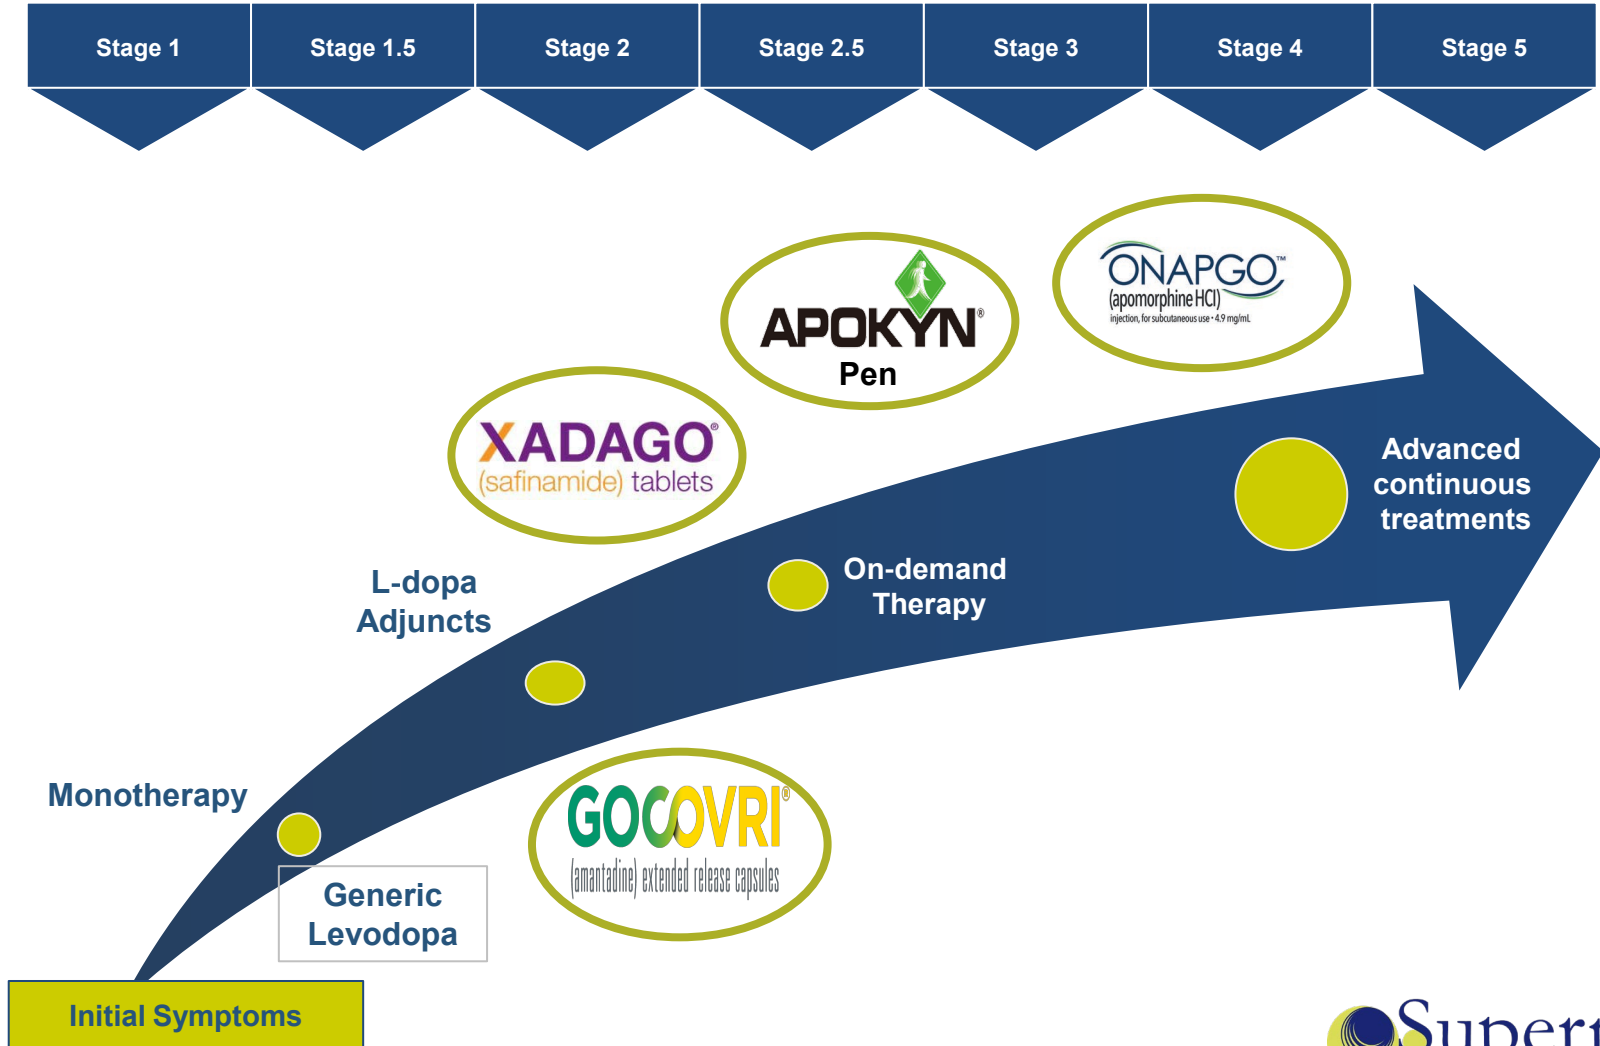 Stage 1
Stage 1.5
Stage 2
Stage 2.5
Stage 3
Stage 4
Stage 5
ONAPGO™
(apomorphine HCl)
injection, for subcutaneous use • 4.9 mg/mL
APOKYN®
Pen
XADAGO®
(safinamide) tablets
Advanced
continuous
treatments
On-demand
Therapy
L-dopa
Adjuncts
Monotherapy
GOCOVRI®
(amantadine) extended release capsules
Generic
Levodopa
Initial Symptoms